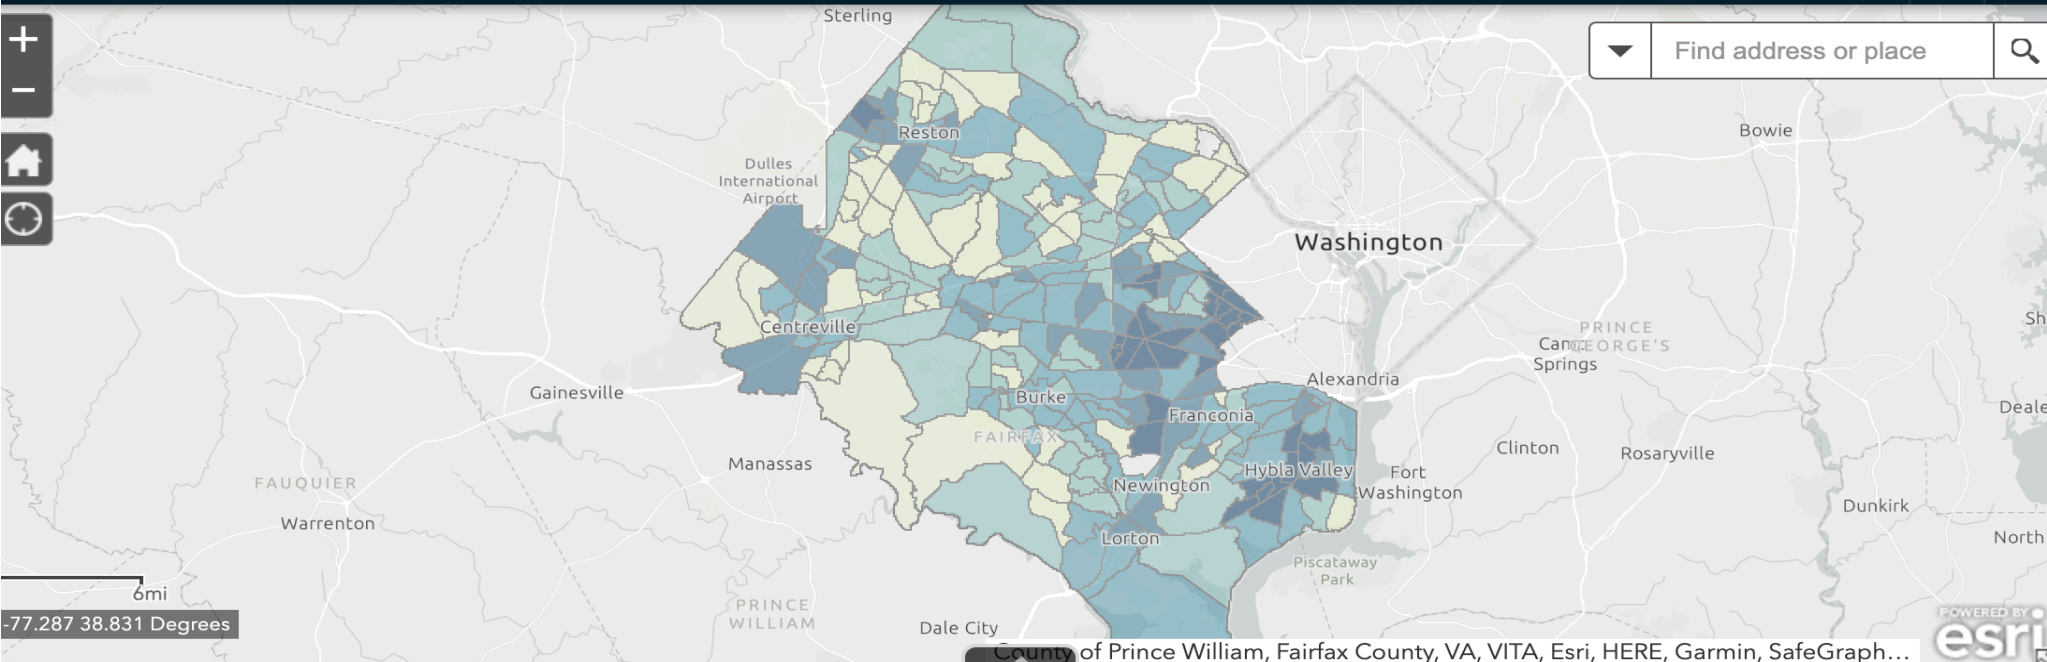 +
Sterling
Find address or place
−
Reston
Bowie
Dulles
International
Airport
Washington
Centreville
PRINCE
GEORGE'S
Camp
Springs
Sh
Gainesville
Alexandria
Burke
Franconia
Deale
FAIRFAX
Clinton
Rosaryville
Manassas
Hybla Valley
Fort
Washington
FAUQUIER
Newington
Dunkirk
Warrenton
Lorton
North
Piscataway
Park
6mi
-77.287 38.831 Degrees
PRINCE
WILLIAM
Dale City
POWERED BY
esri
County of Prince William, Fairfax County, VA, VITA, Esri, HERE, Garmin, SafeGraph...